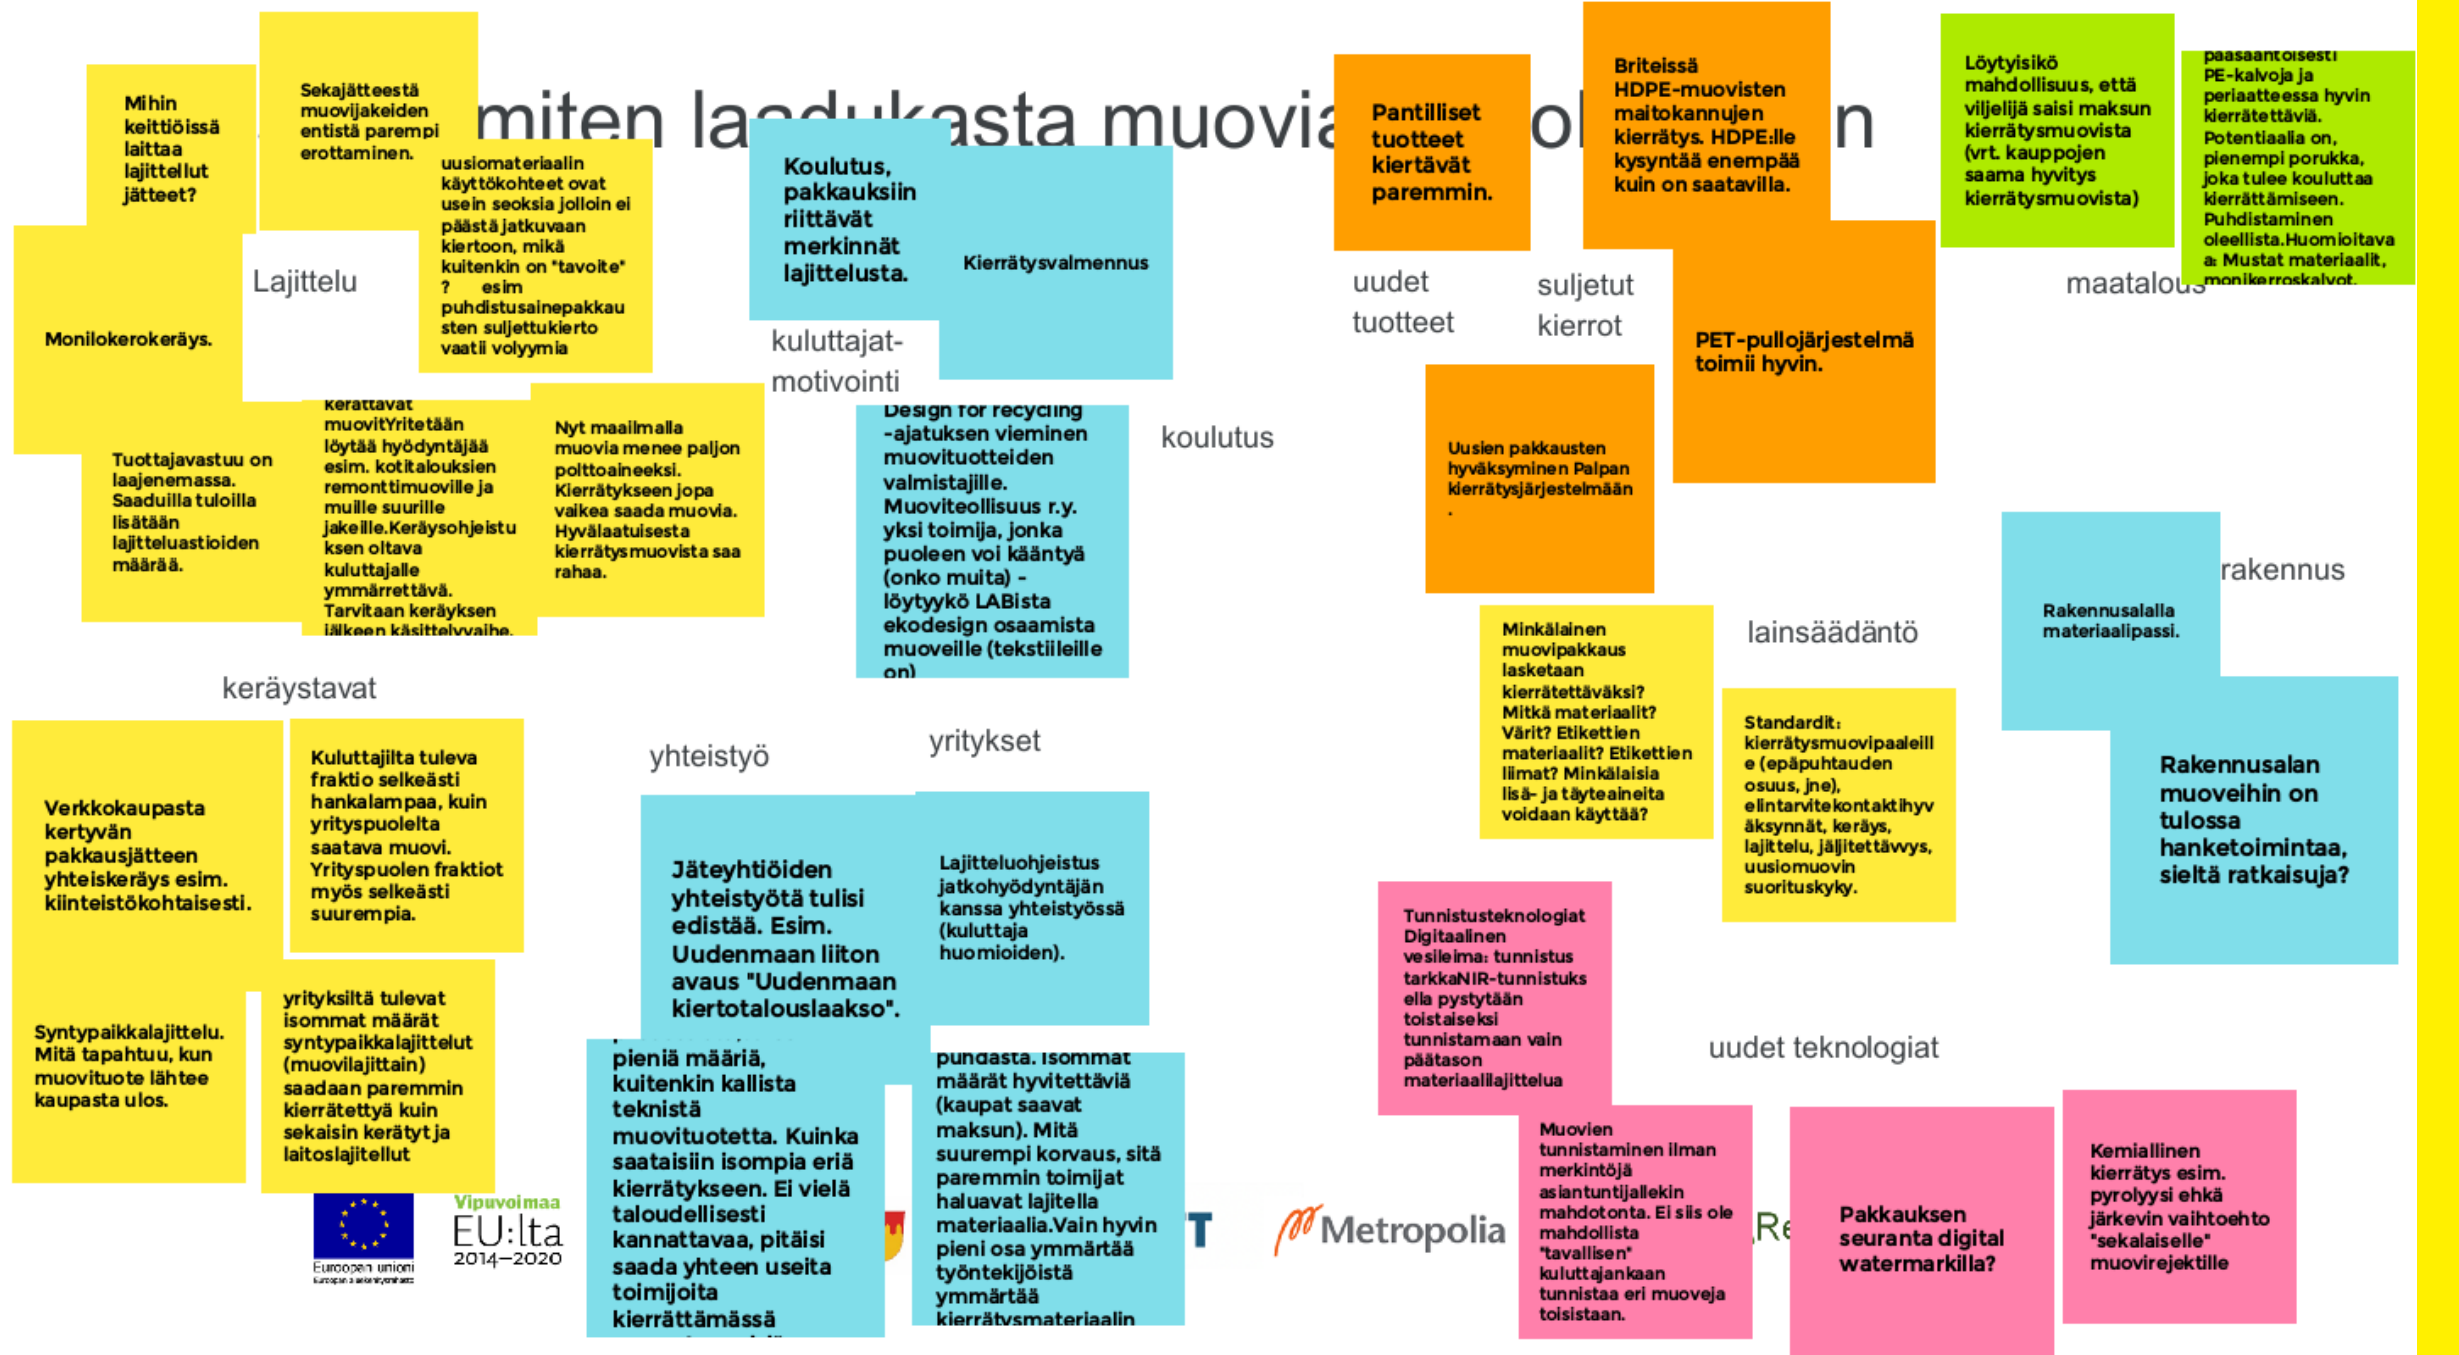 miten laadukasta muovia
n
Mihin
keittiöissä
laittaa
lajittellut
jätteet?
Sekajätteestä
muovijakeiden
entistä parempi
erottaminen.
uusiomateriaalin
käyttökohteet ovat
usein seoksia jolloin ei
päästä jatkuvaan
kiertoon, mikä
kuitenkin on "tavoite"
? esim
puhdistusainepakkau
sten suljettukierto
vaatii volyymia
Lajittelu
Monilokerokeräys.
Tuottajavastuu on
laajenemassa.
Saaduilla tuloilla
lisätään
lajitteluastioiden
määrää.
kerättävät
muovitYritetään
löytää hyödyntäjää
esim. kotitalouksien
remonttimuoville ja
muille suurille
jakeille.Keräysohjeistu
ksen oltava
kuluttajalle
ymmärrettävä.
Tarvitaan keräyksen
jälkeen käsittelyvaihe.
Nyt maailmalla
muovia menee paljon
polttoaineeksi.
Kierrätykseen jopa
vaikea saada muovia.
Hyvälaatuisesta
kierrätysmuovista saa
rahaa.
Koulutus,
pakkauksiin
riittävät
merkinnät
lajittelusta.
Kierrätysvalmennus
kuluttajat-
motivointi
Design for recycling
-ajatuksen vieminen
muovituotteiden
valmistajille.
Muoviteollisuus r.y.
yksi toimija, jonka
puoleen voi kääntyä
(onko muita) -
löytyykö LABista
ekodesign osaamista
muoveille (tekstiileille
on)
koulutus
Pantilliset
tuotteet
kiertävät
paremmin.
Briteissä
HDPE-muovisten
maitokannujen
kierrätys. HDPE:lle
kysyntää enempää
kuin on saatavilla.
uudet
tuotteet
suljetut
kierrot
PET-pullojärjestelmä
toimii hyvin.
Uusien pakkausten
hyväksyminen Palpan
kierrätysjärjestelmään
.
Löytyisikö
mahdollisuus, että
viljelijä saisi maksun
kierrätysmuovista
(vrt. kauppojen
saama hyvitys
kierrätysmuovista)
pääsääntöisesti
PE-kalvoja ja
periaatteessa hyvin
kierrätettäviä.
Potentiaalia on,
pienempi porukka,
joka tulee kouluttaa
kierrättämiseen.
Puhdistaminen
oleellista.Huomioitava
a: Mustat materiaalit,
monikerroskalvot.
maatalous
rakennus
Rakennusalalla
materiaalipassi.
Rakennusalan
muoveihin on
tulossa
hanketoimintaa,
sieltä ratkaisuja?
lainsäädäntö
Minkälainen
muovipakkaus
lasketaan
kierrätettäväksi?
Mitkä materiaalit?
Värit? Etikettien
materiaalit? Etikettien
liimat? Minkälaisia
lisä- ja täyteaineita
voidaan käyttää?
Standardit:
kierrätysmuovipaaleill
e (epäpuhtauden
osuus, jne),
elintarvitekontaktihyv
äksynnät, keräys,
lajittelu, jäljitettävvys,
uusiomuovin
suorituskyky.
keräystavat
Verkkokaupasta
kertyvän
pakkausjätteen
yhteiskeräys esim.
kiinteistökohtaisesti.
Kuluttajilta tuleva
fraktio selkeästi
hankalampaa, kuin
yrityspuolelta
saatava muovi.
Yrityspuolen fraktiot
myös selkeästi
suurempia.
Syntypaikkalajittelu.
Mitä tapahtuu, kun
muovituote lähtee
kaupasta ulos.
yrityksiltä tulevat
isommat määrät
syntypaikkalajittelut
(muovilajittain)
saadaan paremmin
kierrätettyä kuin
sekaisin kerätyt ja
laitoslajitellut
yhteistyö
yritykset
Jäteyhtiöiden
yhteistyötä tulisi
edistää. Esim.
Uudenmaan liiton
avaus "Uudenmaan
kiertotalouslaakso".
Lajitteluohjeistus
jatkohyödyntäjän
kanssa yhteistyössä
(kuluttaja
huomioiden).
pieniä määriä,
kuitenkin kallista
teknistä
muovituotetta. Kuinka
saataisiin isompia eriä
kierrätykseen. Ei vielä
taloudellisesti
kannattavaa, pitäisi
saada yhteen useita
toimijoita
kierrättämässä
puhdasta. Isommat
määrät hyvitettäviä
(kaupat saavat
maksun). Mitä
suurempi korvaus, sitä
paremmin toimijat
haluavat lajitella
materiaalia.Vain hyvin
pieni osa ymmärtää
työntekijöistä
ymmärtää
kierrätysmateriaalin
Tunnistusteknologiat
Digitaalinen
vesileima: tunnistus
tarkkaNIR-tunnistuks
ella pystytään
toistaiseksi
tunnistamaan vain
päätason
materiaalilajittelua
uudet teknologiat
Muovien
tunnistaminen ilman
merkintöjä
asiantuntijallekin
mahdotonta. Ei siis ole
mahdollista
"tavallisen"
kuluttajankaan
tunnistaa eri muoveja
toisistaan.
Pakkauksen
seuranta digital
watermarkilla?
Kemiallinen
kierrätys esim.
pyrolyysi ehkä
järkevin vaihtoehto
"sekalaiselle"
muovirejektille
Euroopan unioni
Euroopan aluekehitysrahasto
Vipuvoimaa
EU:lta
2014–2020
T
Metropolia
Re